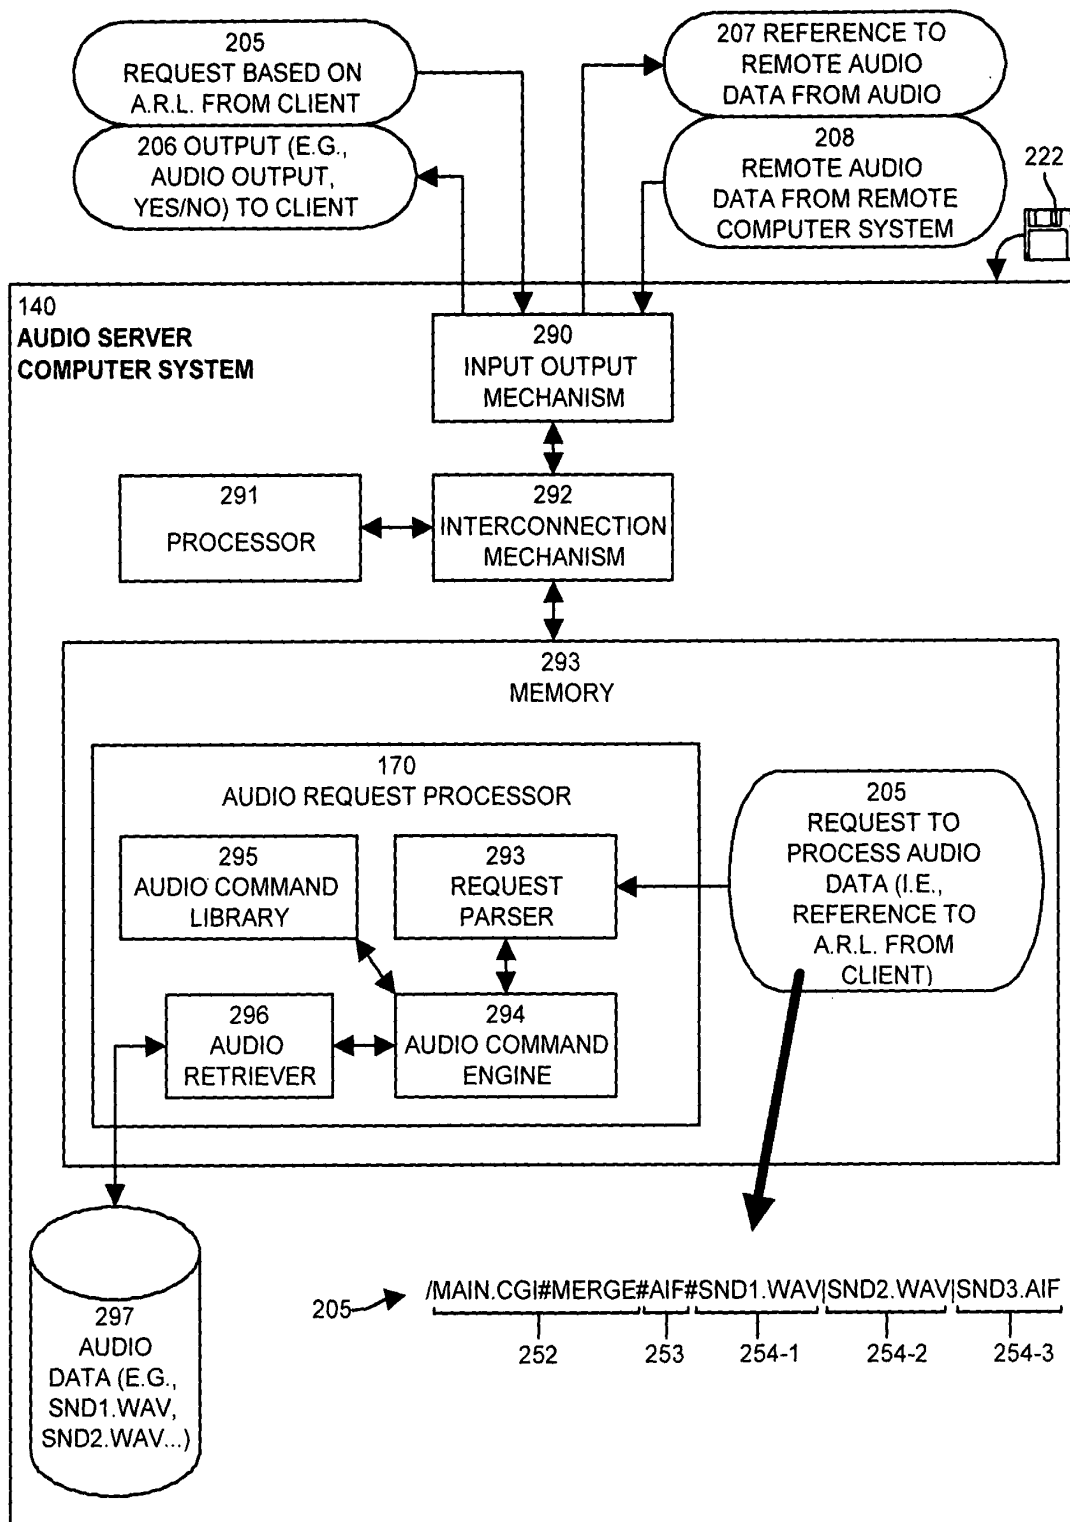 205
REQUEST BASED ON
A.R.L. FROM CLIENT
206 OUTPUT (E.G.,
AUDIO OUTPUT,
YES/NO) TO CLIENT
207 REFERENCE TO
REMOTE AUDIO
DATA FROM AUDIO
208
REMOTE AUDIO
DATA FROM REMOTE
COMPUTER SYSTEM
222
140
AUDIO SERVER
COMPUTER SYSTEM
290
INPUT OUTPUT
MECHANISM
291
PROCESSOR
292
INTERCONNECTION
MECHANISM
293
MEMORY
170
AUDIO REQUEST PROCESSOR
295
AUDIO COMMAND
LIBRARY
293
REQUEST
PARSER
205
REQUEST TO
PROCESS AUDIO
DATA (I.E.,
REFERENCE TO
A.R.L. FROM
CLIENT)
296
AUDIO
RETRIEVER
294
AUDIO COMMAND
ENGINE
297
AUDIO
DATA (E.G.,
SND1.WAV,
SND2.WAV...)
205
/MAIN.CGI#MERGE#AIF#SND1.WAV|SND2.WAV|SND3.AIF
252 253 254-1 254-2 254-3